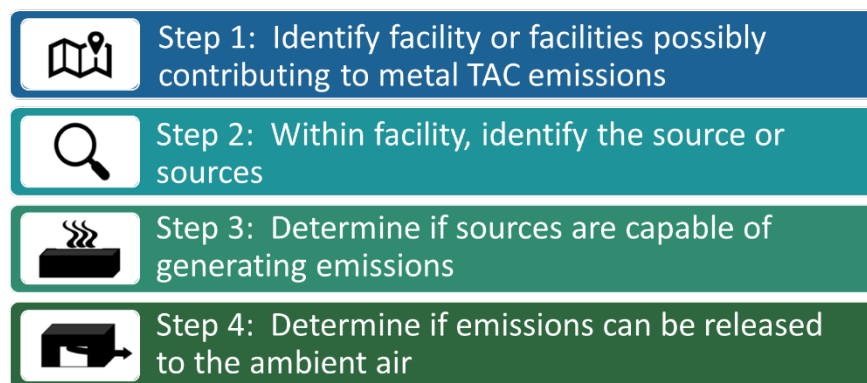 Step 1:  Identify facility or facilities possibly
contributing to metal TAC emissions
Step 2:  Within facility, identify the source or
sources
Step 3:  Determine if sources are capable of
generating emissions
Step 4:  Determine if emissions can be released
to the ambient air